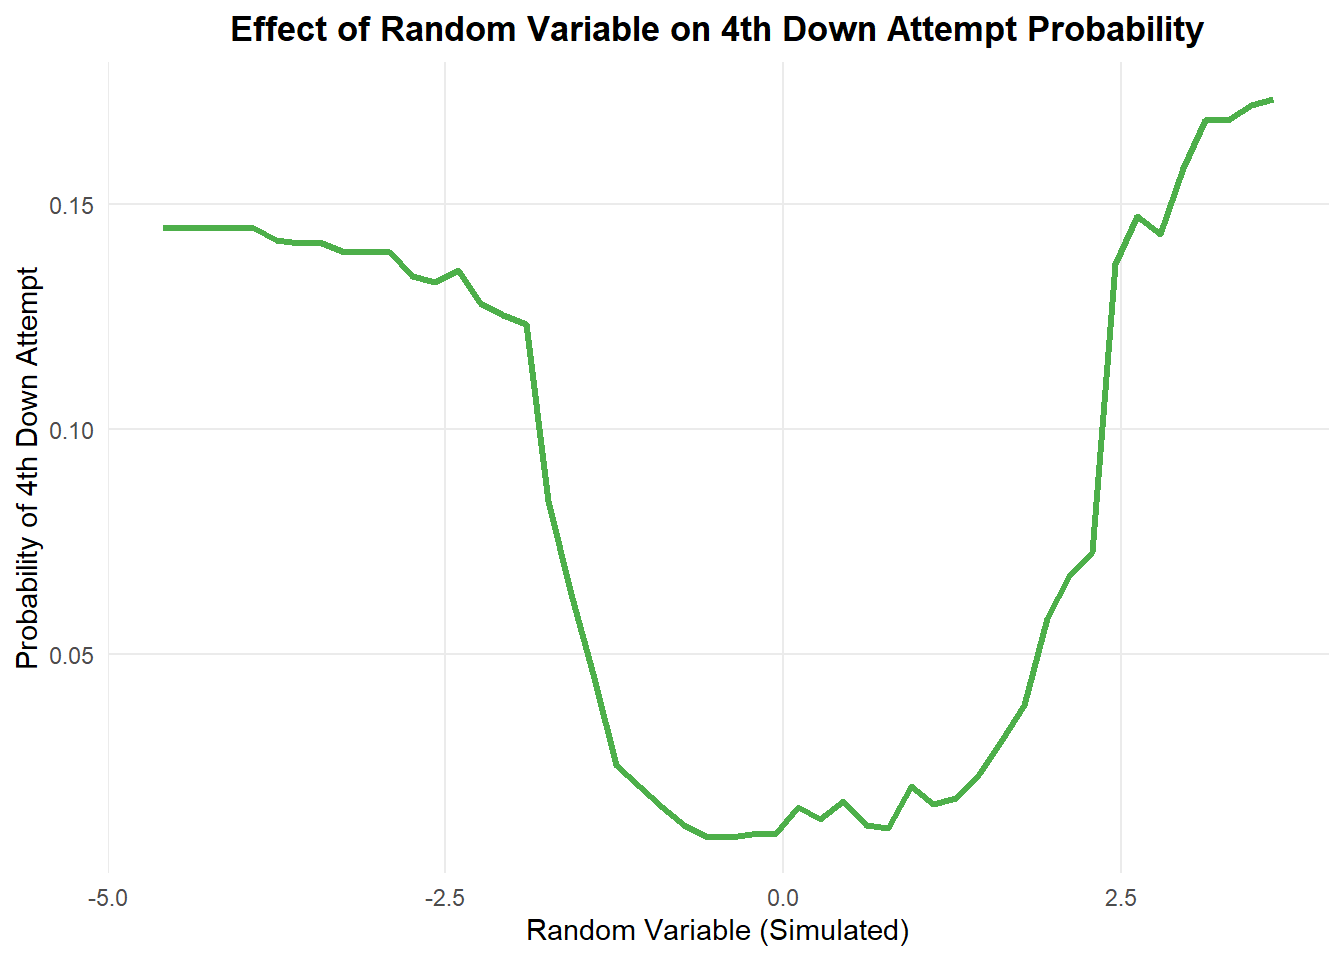 Effect of Random Variable on 4th Down Attempt Probability
Probability of 4th Down Attempt
0.15
0.10
0.05
-5.0
-2.5
0.0
2.5
Random Variable (Simulated)